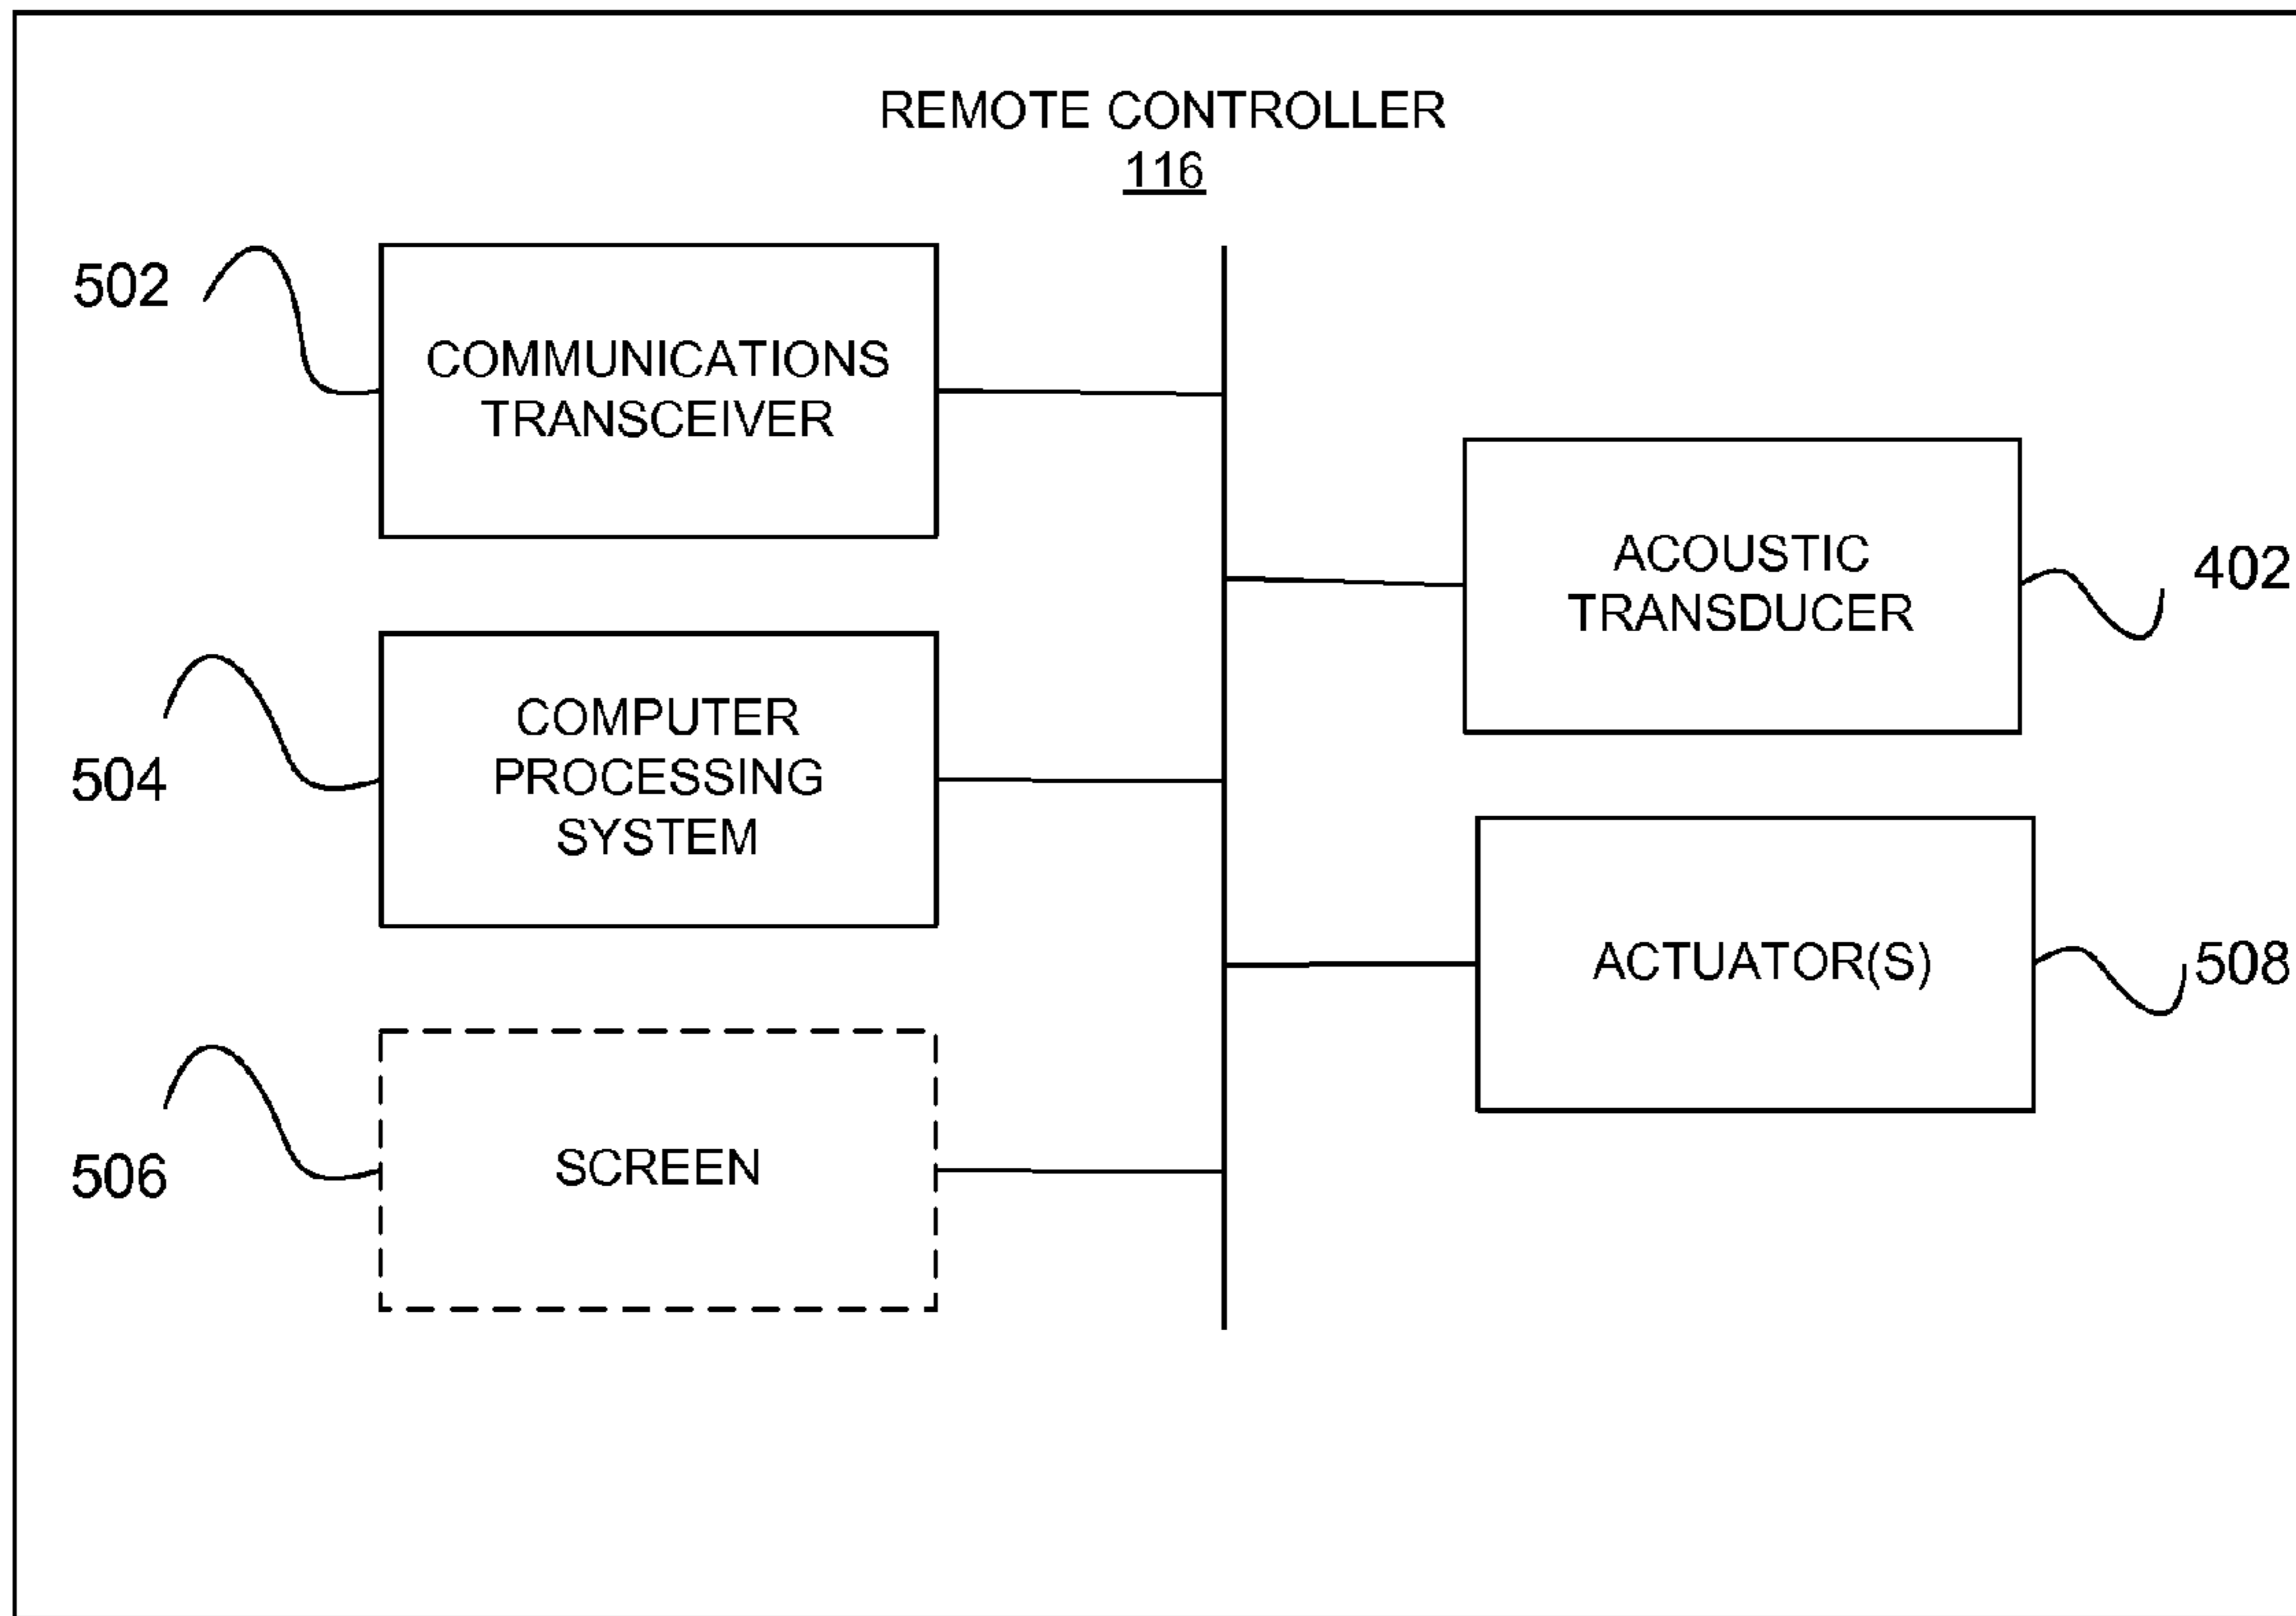 REMOTE CONTROLLER
116
502
COMMUNICATIONS
TRANSCEIVER
ACOUSTIC
TRANSDUCER
402
504
COMPUTER
PROCESSING
SYSTEM
ACTUATOR(S)
508
506
SCREEN